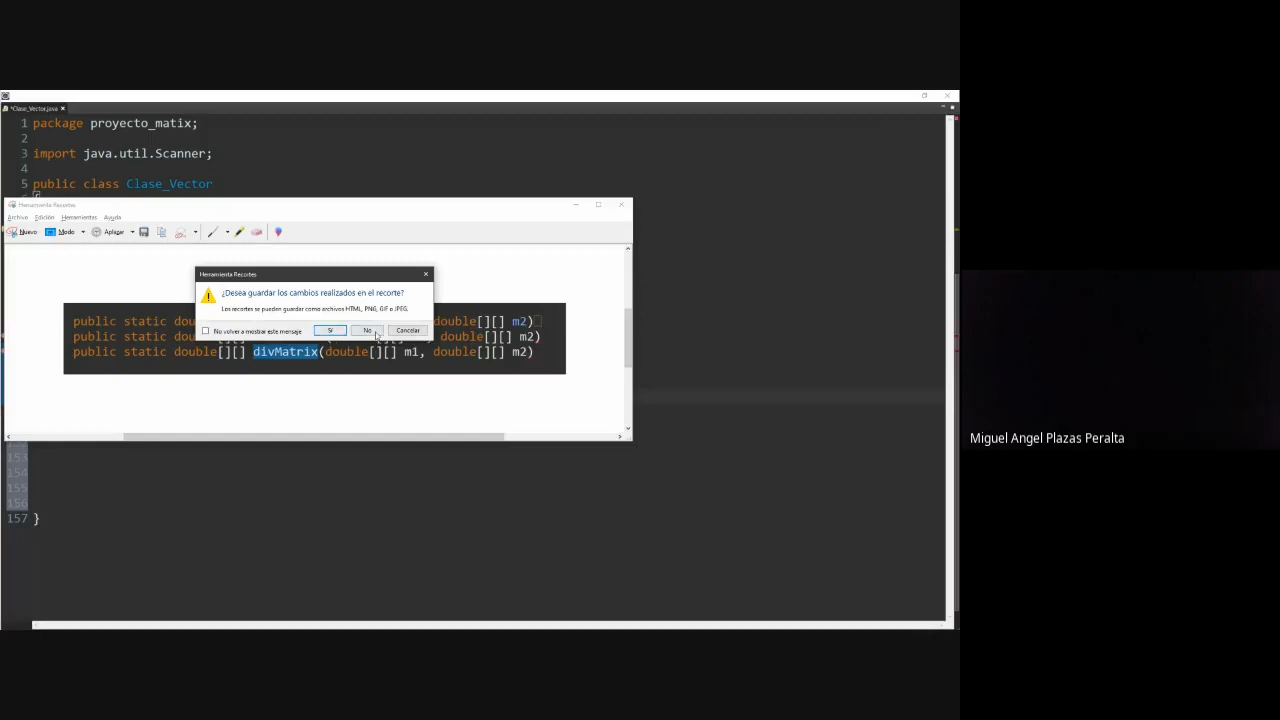 *Clase_Vector.java
1 package proyecto_matix;
2
3 import java.util.Scanner;
4
5 public class Clase_Vector
{
Herramienta Recortes
Archivo Edición Herramientas Ayuda
Nuevo Modo Aplazar
Herramienta Recortes
¿Desea guardar los cambios realizados en el recorte?
Los recortes se pueden guardar como archivos HTML, PNG, GIF o JPEG.
No volver a mostrar este mensaje Sí No Cancelar
public static dou double[][] m2)
public static dou double[][] m2)
public static double[][] divMatrix(double[][] m1, double[][] m2)
153
154
155
156
157 }
Miguel Angel Plazas Peralta